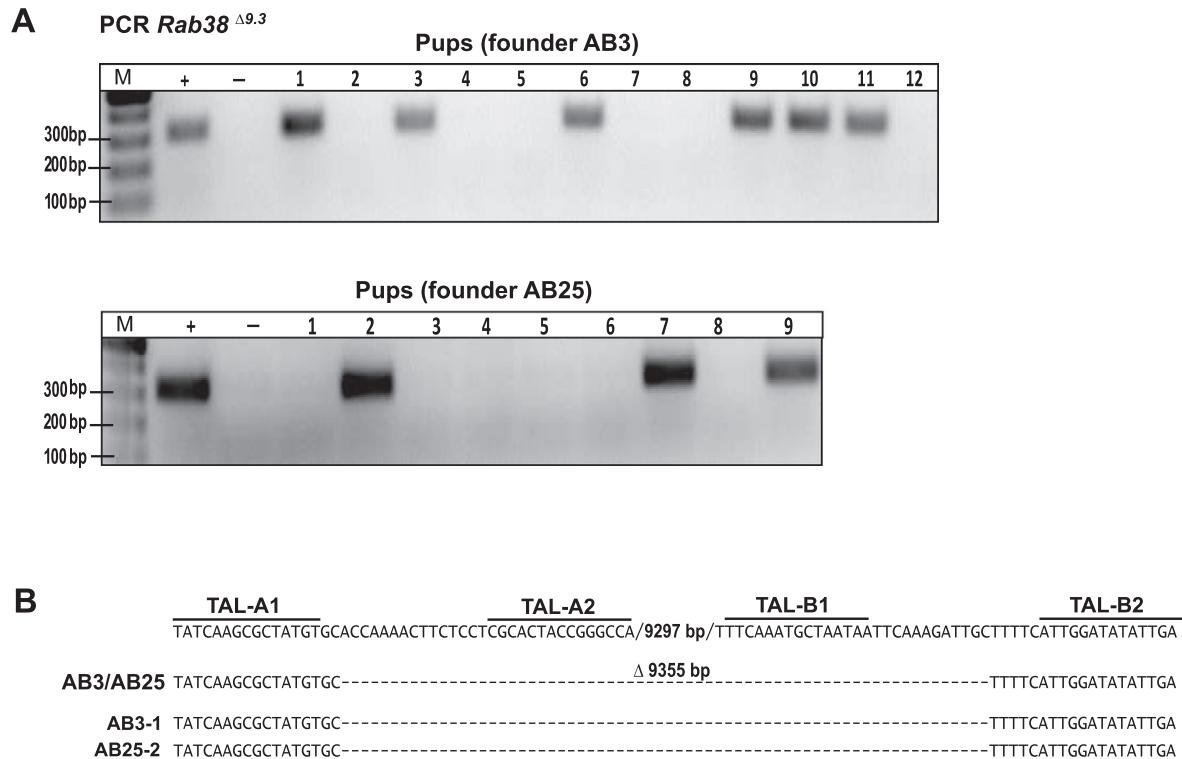 A PCR Rab38 Δ9.3
Pups (founder AB3)
M + – 1 2 3 4 5 6 7 8 9 10 11 12
300bp
200bp
100bp
Pups (founder AB25)
M + – 1 2 3 4 5 6 7 8 9
300bp
200bp
100bp
B
TAL-A1 TAL-A2 TAL-B1 TAL-B2
TATCAAGCGCTATGTGCACCAAAACTTCTCCTCGCACTACCGGGCCA/9297 bp/TTTCAAATGCTAATAATTCAAAGATTGCTTTTCATTGGATATATTGA
Δ 9355 bp
AB3/AB25 TATCAAGCGCTATGTGC------------------------------------------------------------TTTTCATTGGATATATTGA
AB3-1 TATCAAGCGCTATGTGC------------------------------------------------------------TTTTCATTGGATATATTGA
AB25-2 TATCAAGCGCTATGTGC------------------------------------------------------------TTTTCATTGGATATATTGA